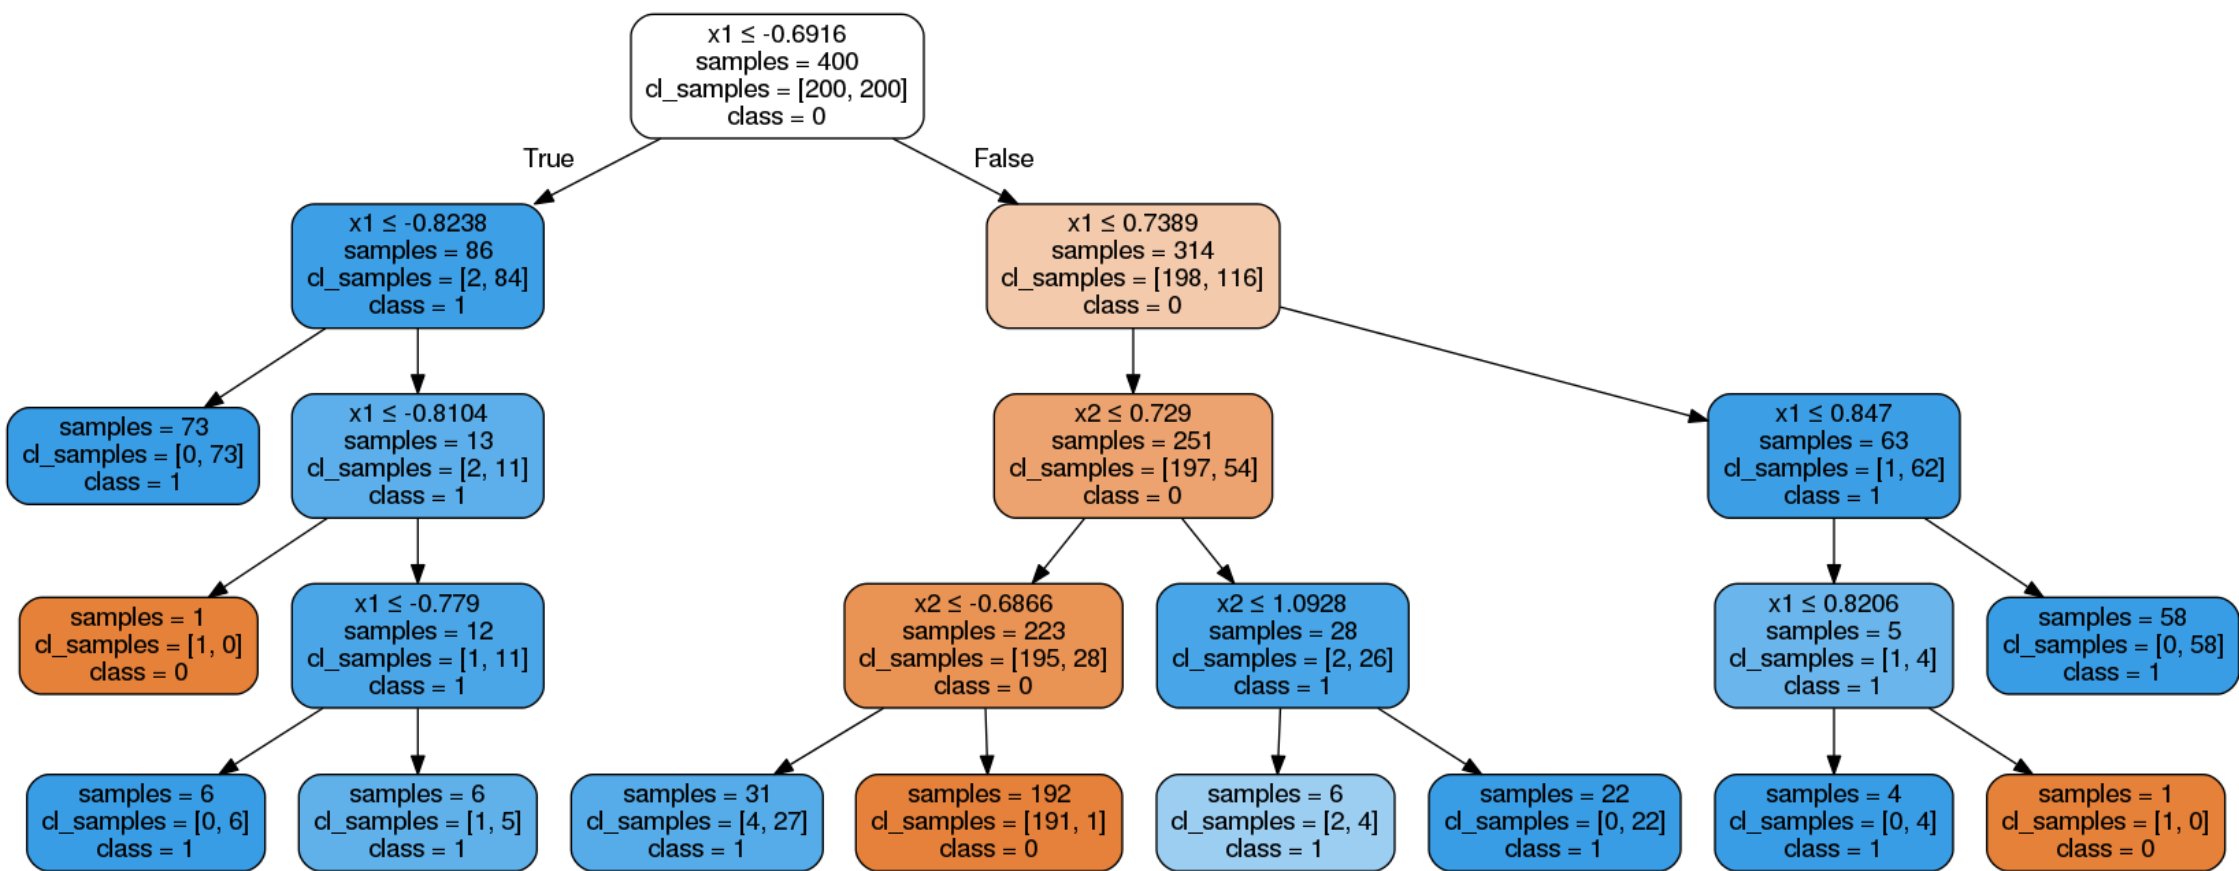 x1 ≤ -0.6916
samples = 400
cl_samples = [200, 200]
class = 0
True
False
x1 ≤ -0.8238
samples = 86
cl_samples = [2, 84]
class = 1
x1 ≤ 0.7389
samples = 314
cl_samples = [198, 116]
class = 0
samples = 73
cl_samples = [0, 73]
class = 1
x1 ≤ -0.8104
samples = 13
cl_samples = [2, 11]
class = 1
x2 ≤ 0.729
samples = 251
cl_samples = [197, 54]
class = 0
x1 ≤ 0.847
samples = 63
cl_samples = [1, 62]
class = 1
samples = 1
cl_samples = [1, 0]
class = 0
x1 ≤ -0.779
samples = 12
cl_samples = [1, 11]
class = 1
x2 ≤ -0.6866
samples = 223
cl_samples = [195, 28]
class = 0
x2 ≤ 1.0928
samples = 28
cl_samples = [2, 26]
class = 1
x1 ≤ 0.8206
samples = 5
cl_samples = [1, 4]
class = 1
samples = 58
cl_samples = [0, 58]
class = 1
samples = 6
cl_samples = [0, 6]
class = 1
samples = 6
cl_samples = [1, 5]
class = 1
samples = 31
cl_samples = [4, 27]
class = 1
samples = 192
cl_samples = [191, 1]
class = 0
samples = 6
cl_samples = [2, 4]
class = 1
samples = 22
cl_samples = [0, 22]
class = 1
samples = 4
cl_samples = [0, 4]
class = 1
samples = 1
cl_samples = [1, 0]
class = 0